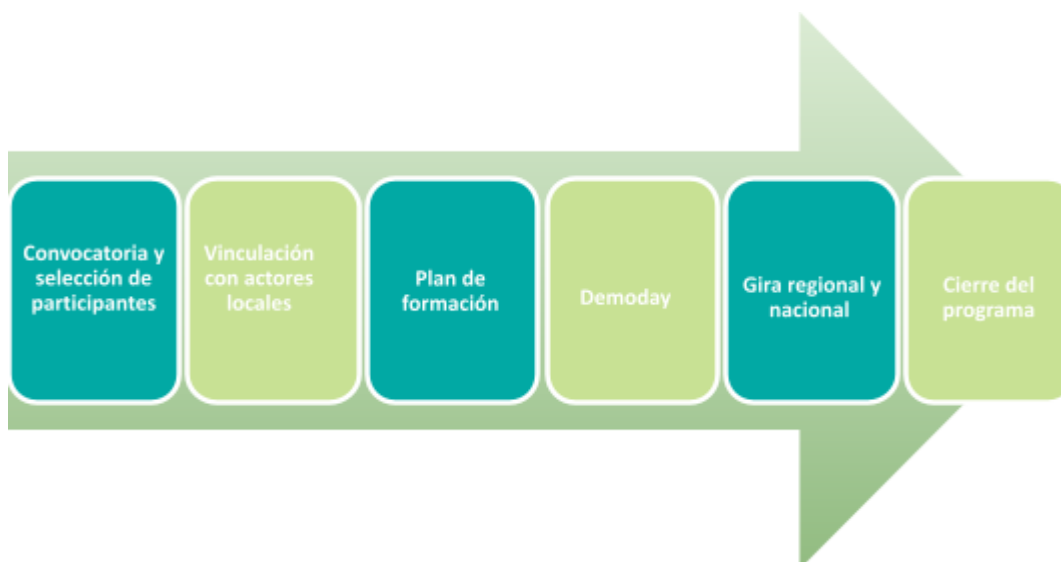 Convocatoria y
selección de
participantes
Vinculación
con actores
locales
Plan de
formación
Demoday
Gira regional y
nacional
Cierre del
programa